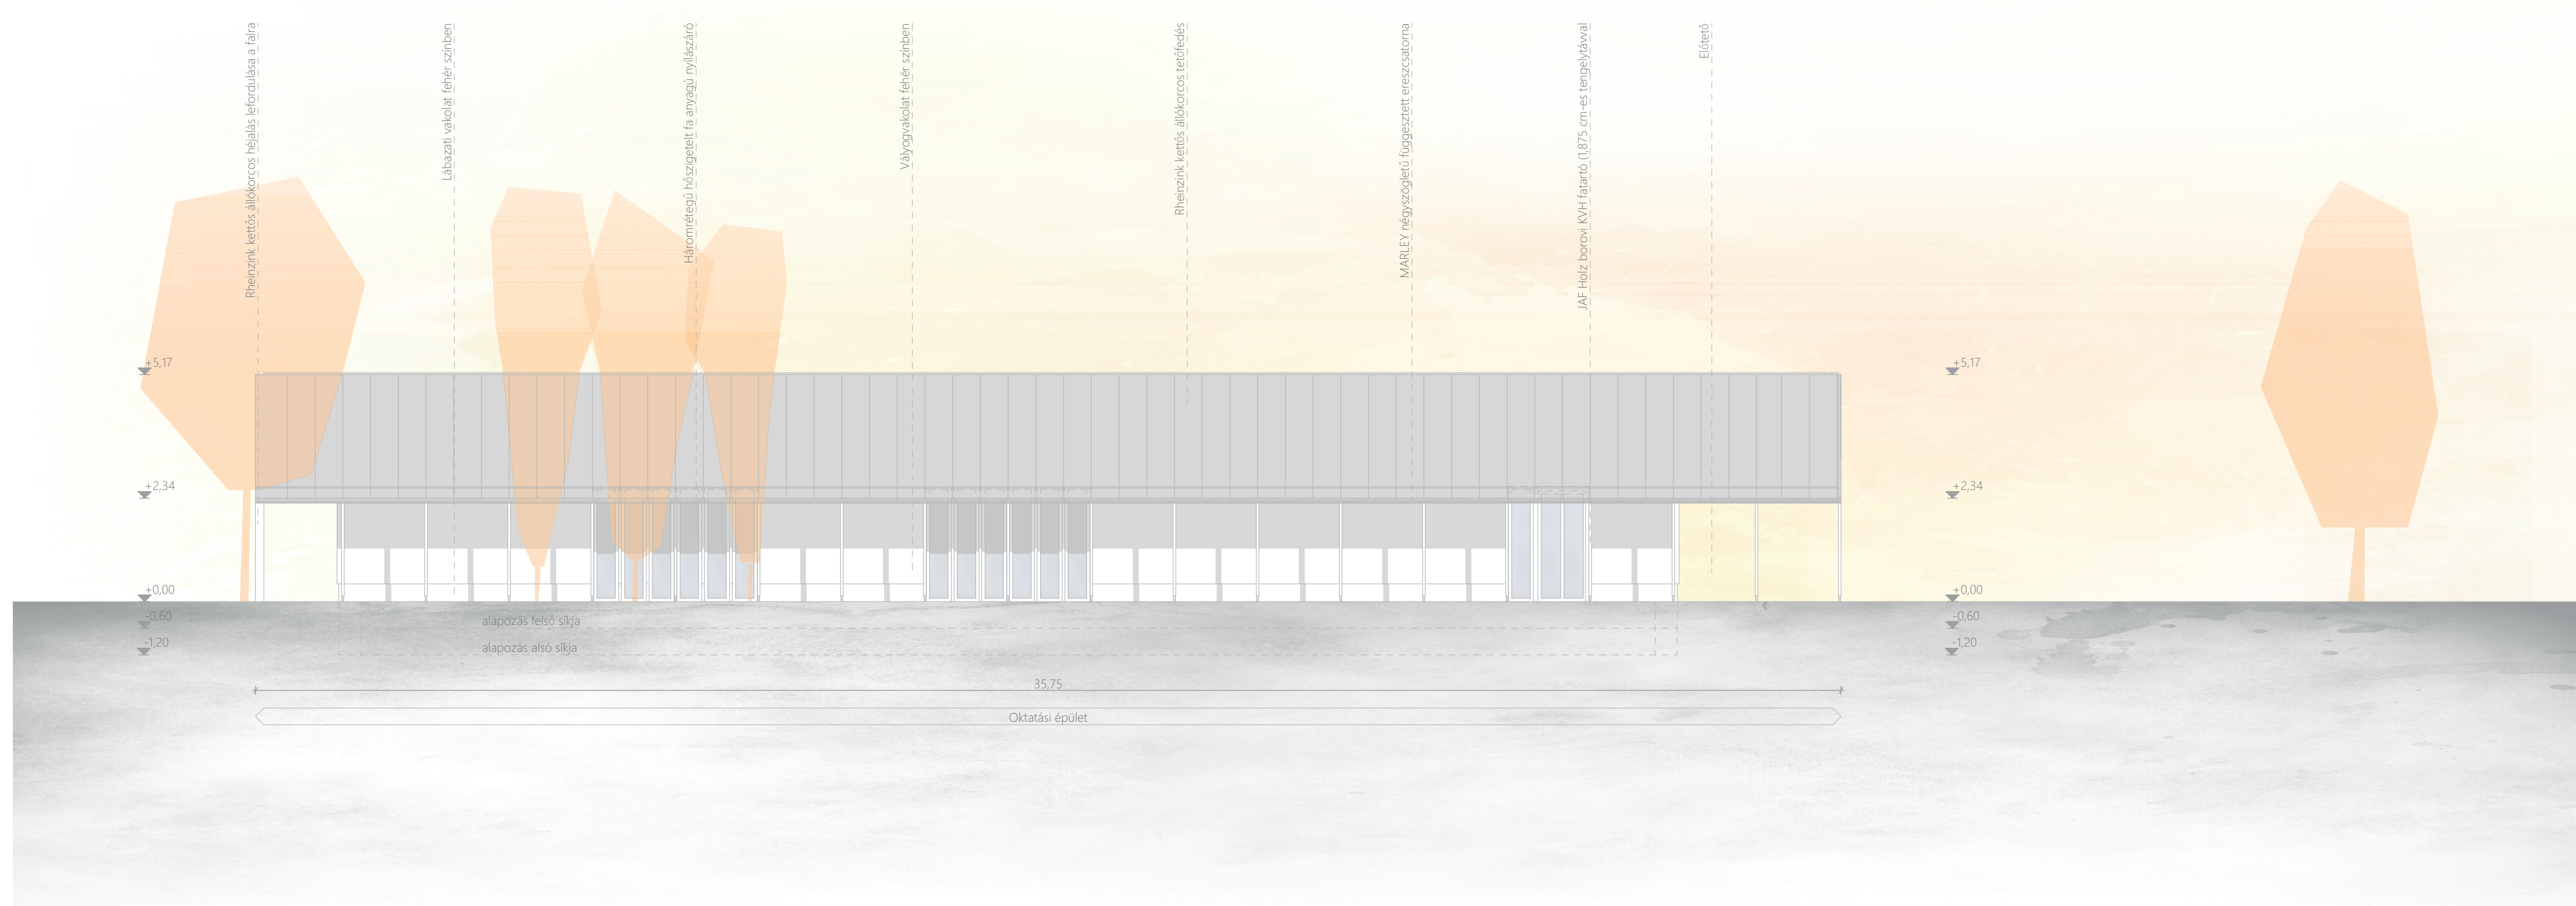 Rheinzink kettős állókorcos héjalás lefordulása a falra
Lábazati vakolat fehér színben
Háromrétegű hőszigetelt fa anyagú nyílászáró
Vályogvakolat fehér színben
Rheinzink kettős állókorcos tetőfedés
MARLEY négyszögletű függesztett ereszcsatorna
JAF Holz borovi KVH fatartó (1,875 cm-es tengelytávval
Előtető
+5,17
+5,17
+2,34
+2,34
+0,00
+0,00
-0,60
alapozás felső síkja
-0,60
-1,20
alapozás alsó síkja
-1,20
35,75
Oktatási épület